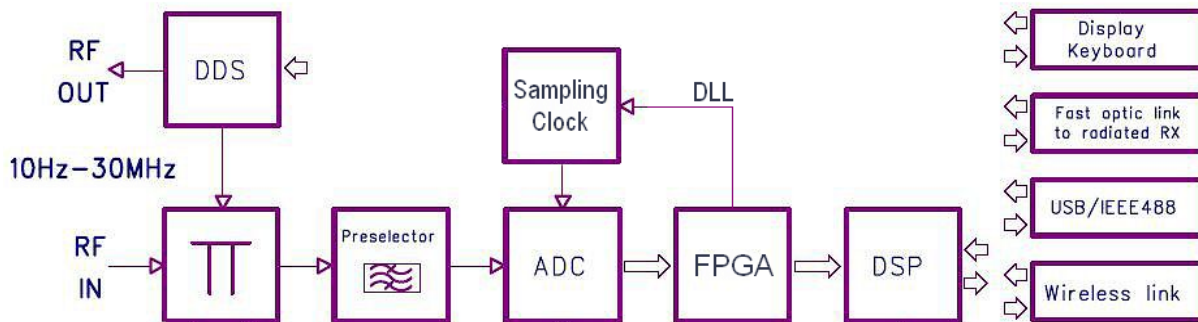 RF
OUT
DDS
Sampling
Clock
DLL
Display
Keyboard
Fast optic link
to radiated RX
10Hz-30MHz
USB/IEEE488
RF
IN
Preselector
ADC
FPGA
DSP
Wireless link